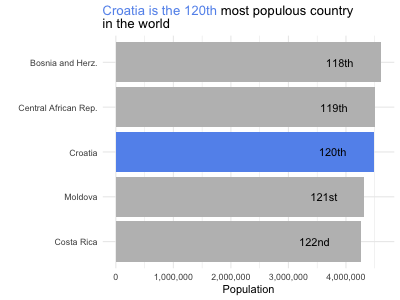 Croatia is the 120th most populous country
in the world
Bosnia and Herz.
118th
Central African Rep.
119th
Croatia
120th
Moldova
121st
Costa Rica
122nd
0
1,000,000
2,000,000
3,000,000
4,000,000
Population